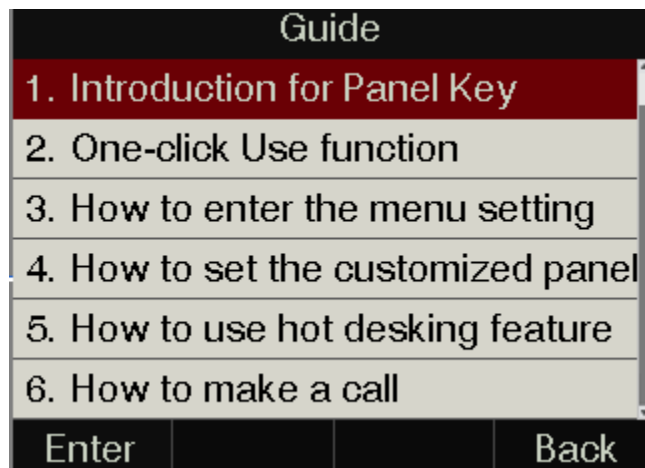 Guide
1. Introduction for Panel Key
2. One-click Use function
3. How to enter the menu setting
4. How to set the customized panel
5. How to use hot desking feature
6. How to make a call
Enter Back